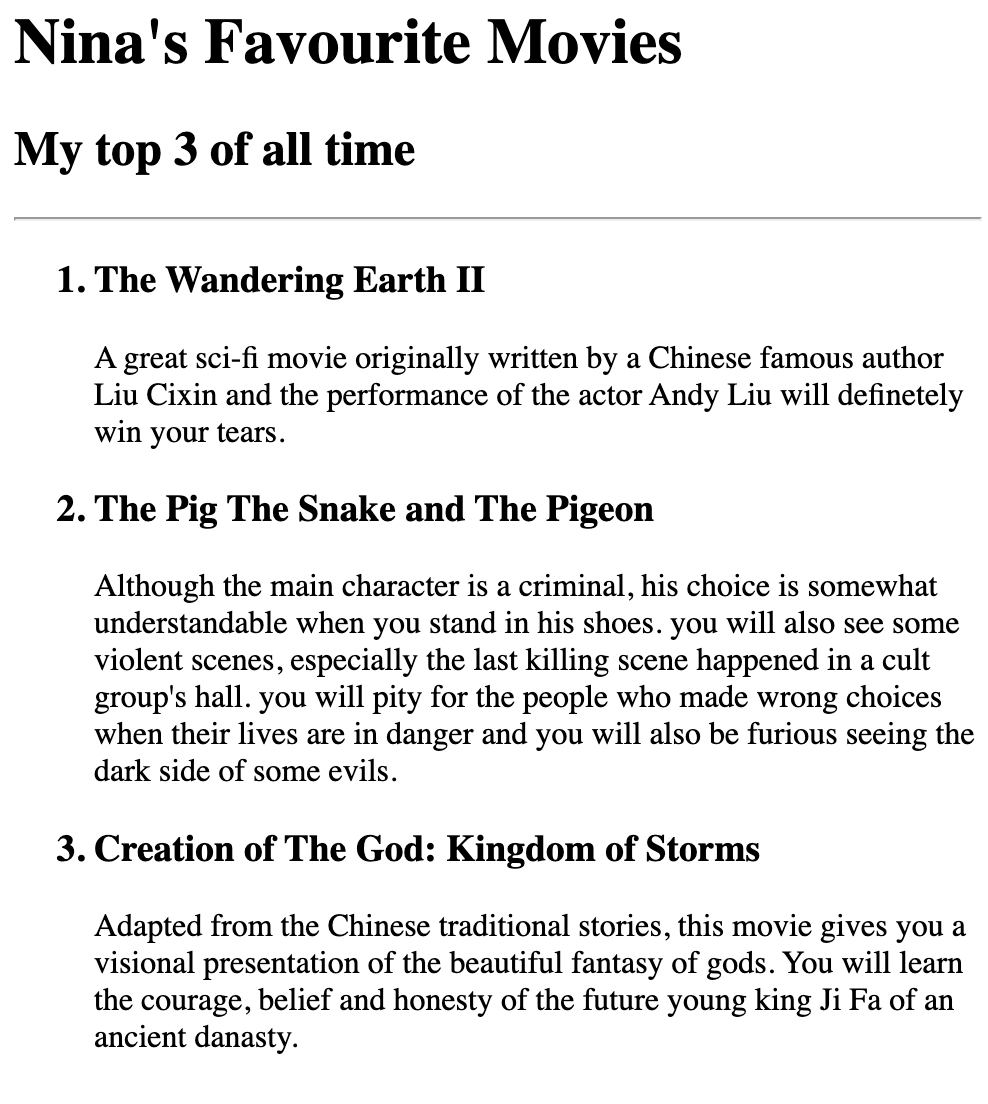 Nina's Favourite Movies
My top 3 of all time
1. The Wandering Earth II
A great sci-fi movie originally written by a Chinese famous author
Liu Cixin and the performance of the actor Andy Liu will definetely
win your tears.
2. The Pig The Snake and The Pigeon
Although the main character is a criminal, his choice is somewhat
understandable when you stand in his shoes. you will also see some
violent scenes, especially the last killing scene happened in a cult
group's hall. you will pity for the people who made wrong choices
when their lives are in danger and you will also be furious seeing the
dark side of some evils.
3. Creation of The God: Kingdom of Storms
Adapted from the Chinese traditional stories, this movie gives you a
visional presentation of the beautiful fantasy of gods. You will learn
the courage, belief and honesty of the future young king Ji Fa of an
ancient danasty.